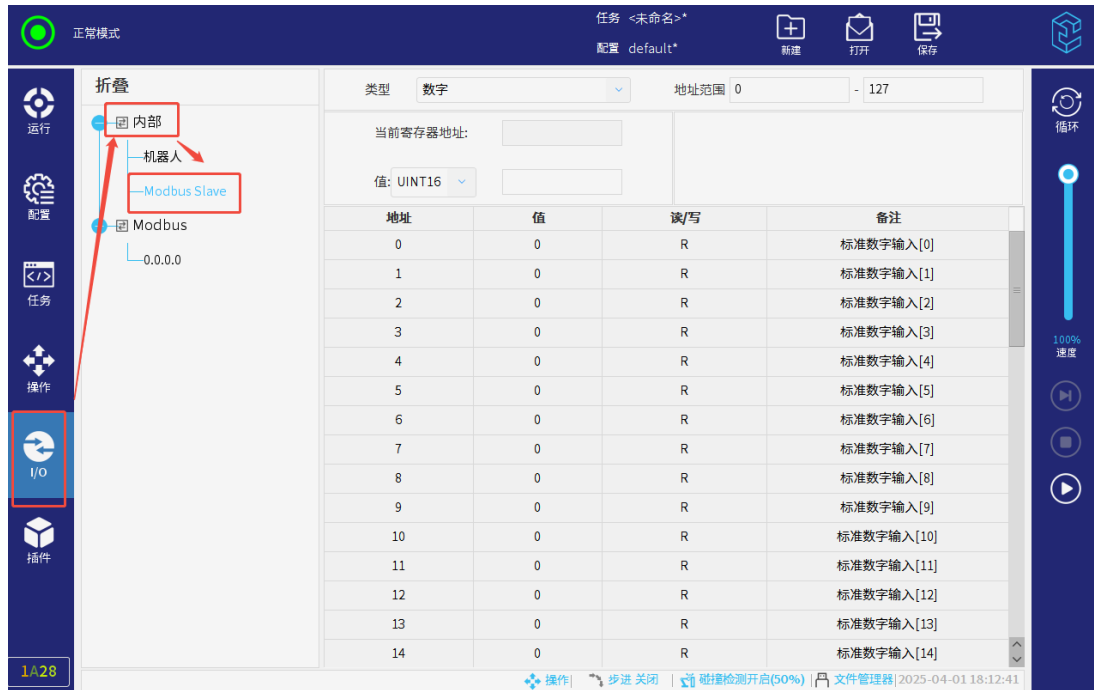 正常模式
任务 <未命名>*
配置 default*
新建
打开
保存
运行
配置
任务
操作
I/O
插件
1A28
折叠
内部
机器人
Modbus Slave
Modbus
0.0.0.0
类型 数字 地址范围 0 - 127
当前寄存器地址:
值: UINT16
地址 值 读/写 备注
0 0 R 标准数字输入[0]
1 0 R 标准数字输入[1]
2 0 R 标准数字输入[2]
3 0 R 标准数字输入[3]
4 0 R 标准数字输入[4]
5 0 R 标准数字输入[5]
6 0 R 标准数字输入[6]
7 0 R 标准数字输入[7]
8 0 R 标准数字输入[8]
9 0 R 标准数字输入[9]
10 0 R 标准数字输入[10]
11 0 R 标准数字输入[11]
12 0 R 标准数字输入[12]
13 0 R 标准数字输入[13]
14 0 R 标准数字输入[14]
循环
100%
速度
操作| 步进 关闭 | 碰撞检测开启(50%) | 文件管理器|2025-04-01 18:12:41